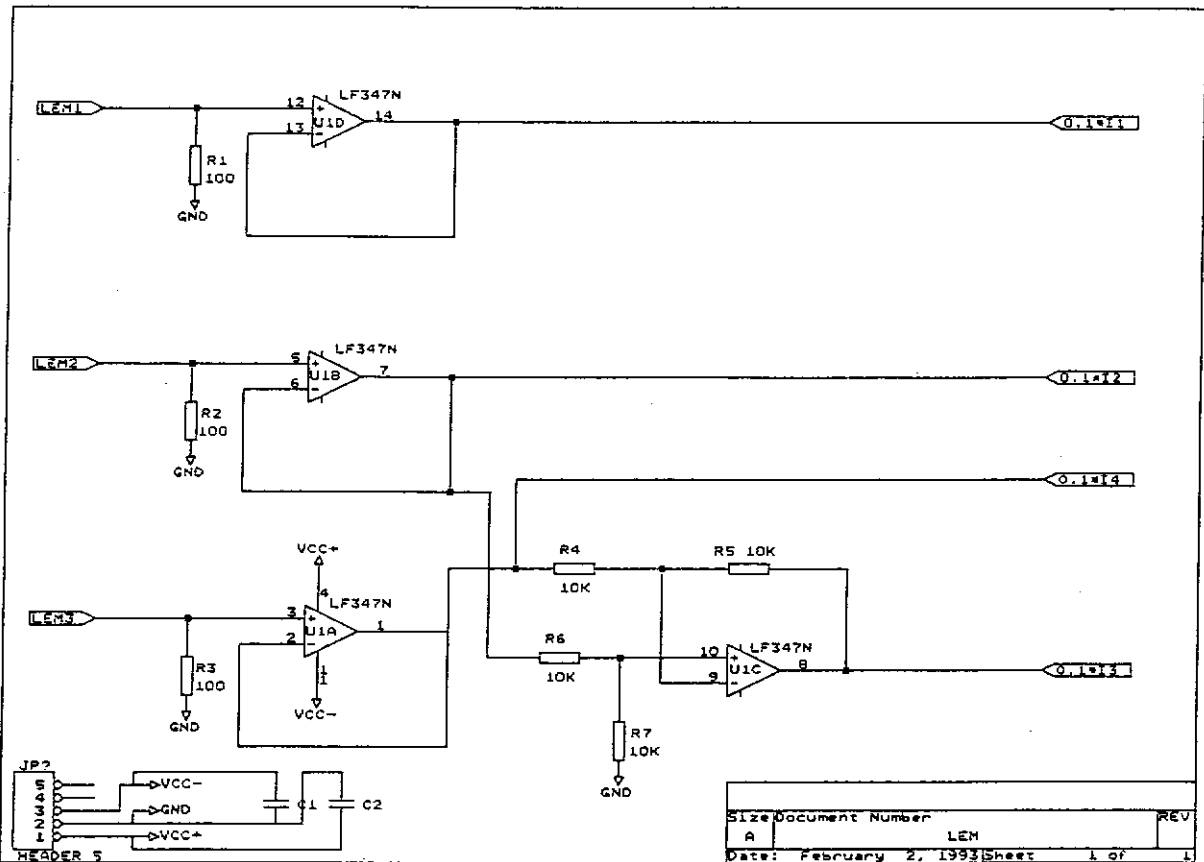 LF347N
LEM1
12
+
U1D
14
13
-
0.1*I1
R1
100
GND
LF347N
LEM2
5
+
U1B
7
6
-
0.1*I2
R2
100
GND
0.1*I4
VCC+
R4
10K
R5 10K
4
LF347N
LEM3
3
+
U1A
1
2
-
R3
100
11
VCC-
GND
R6
10K
LF347N
10
+
U1C
8
9
-
0.1*I3
R7
10K
GND
JP?
5
4
3
2
1
VCC-
GND
VCC+
C1
C2
HEADER 5
Size Document Number REV
A LEM
Date: February 2, 1993 Sheet 1 of 1